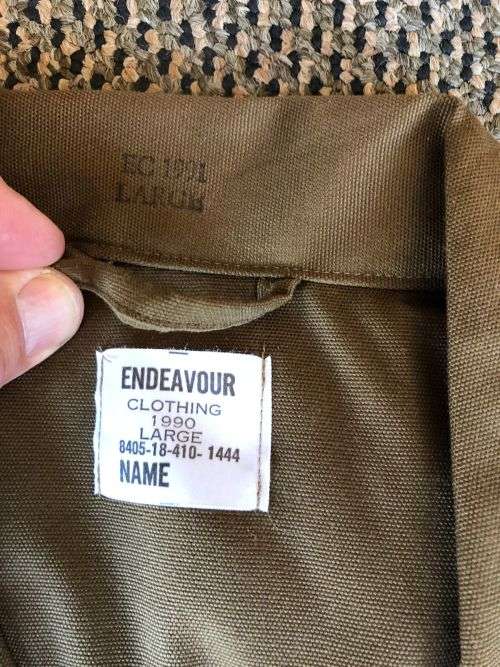 EC 1991
LARGE
ENDEAVOUR
CLOTHING
1990
LARGE
8405-18-410-1444
NAME